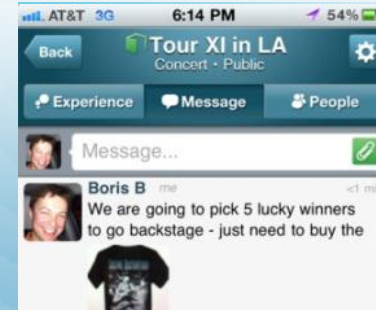 AT&T 3G 6:14 PM 54%
Back
Tour XI in LA
Concert • Public
Experience
Message
People
Message...
Boris B me <1 mi
We are going to pick 5 lucky winners
to go backstage - just need to buy the